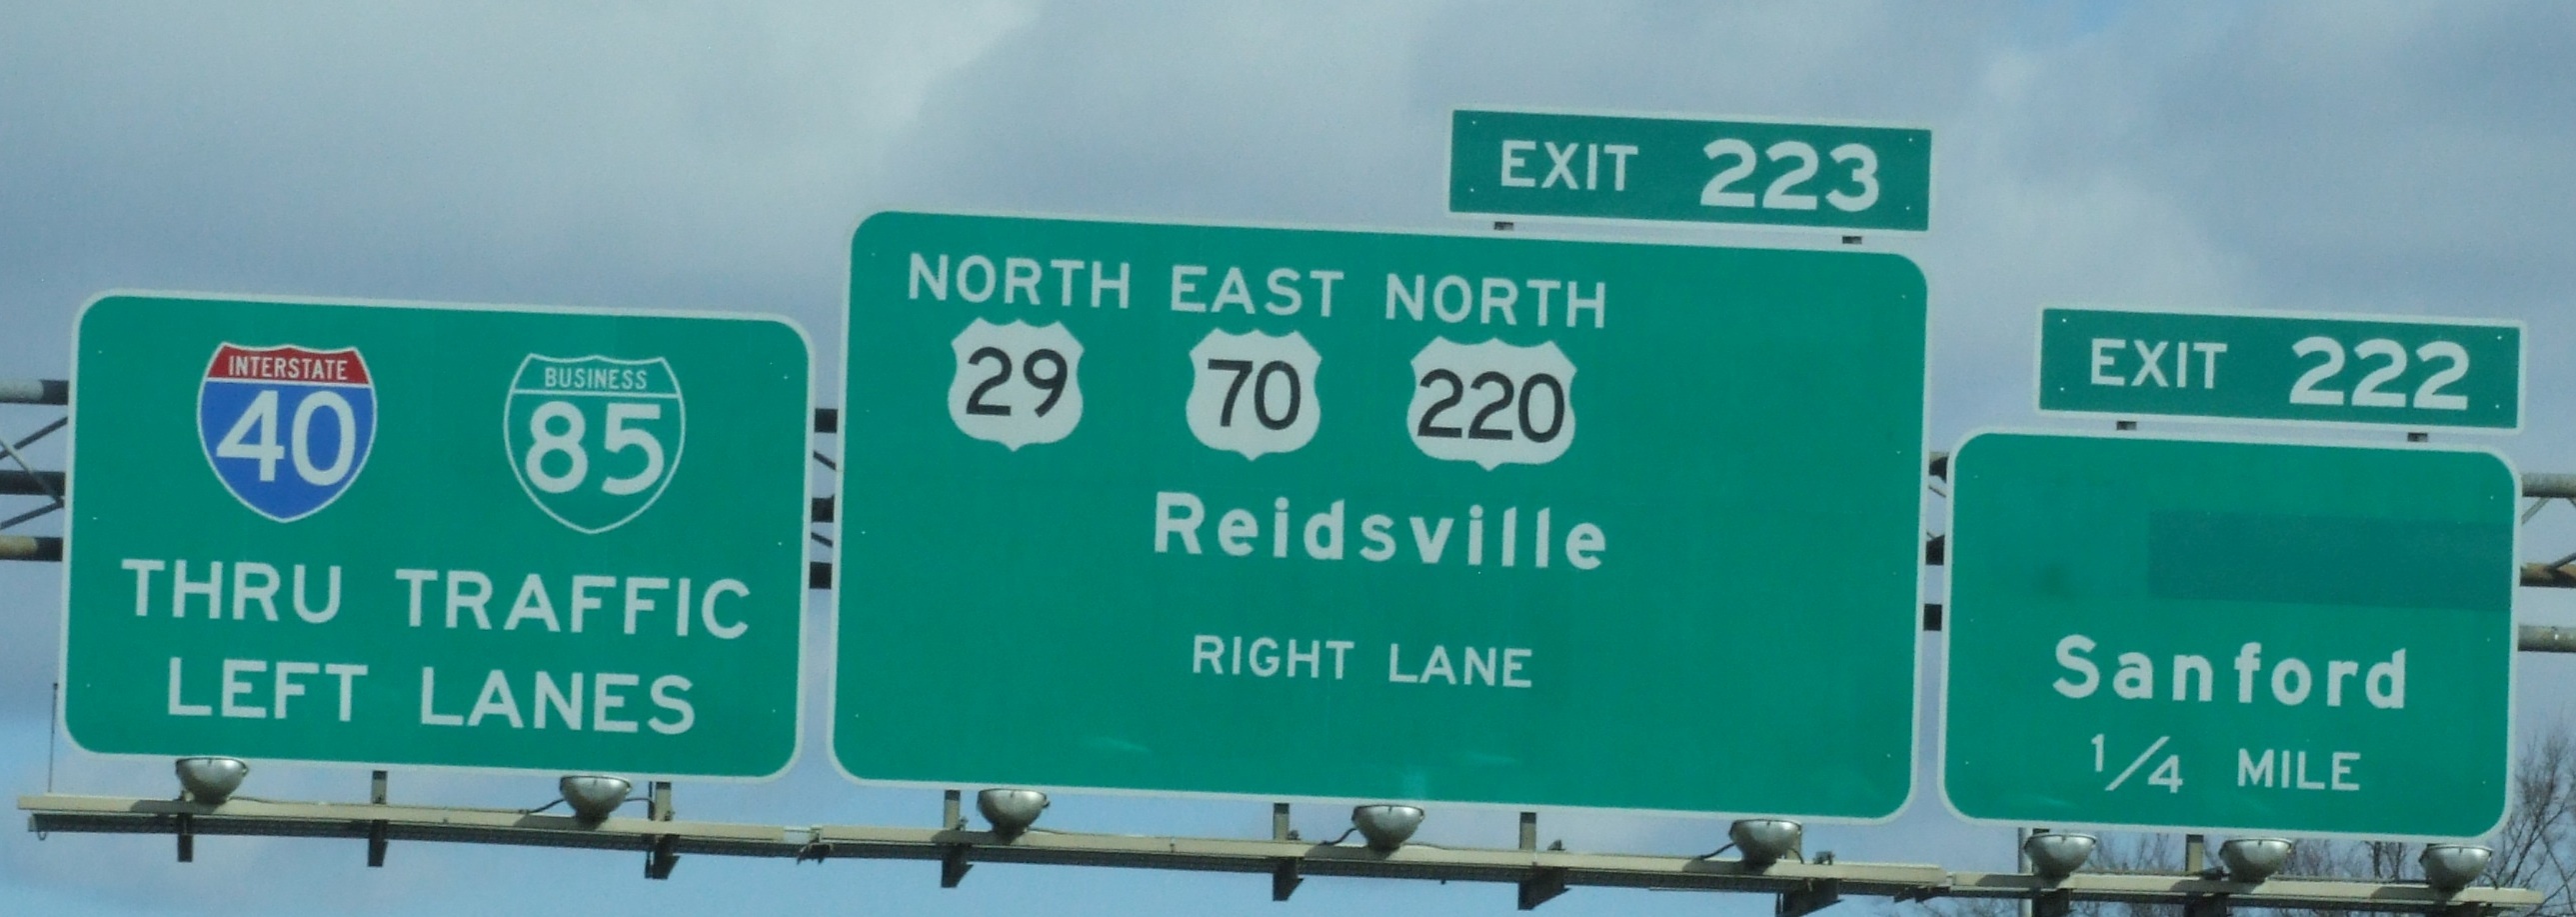 INTERSTATE
40
BUSINESS
85
THRU TRAFFIC
LEFT LANES
EXIT 223
NORTH EAST NORTH
29 70 220
Reidsville
RIGHT LANE
EXIT 222
Sanford
1/4 MILE